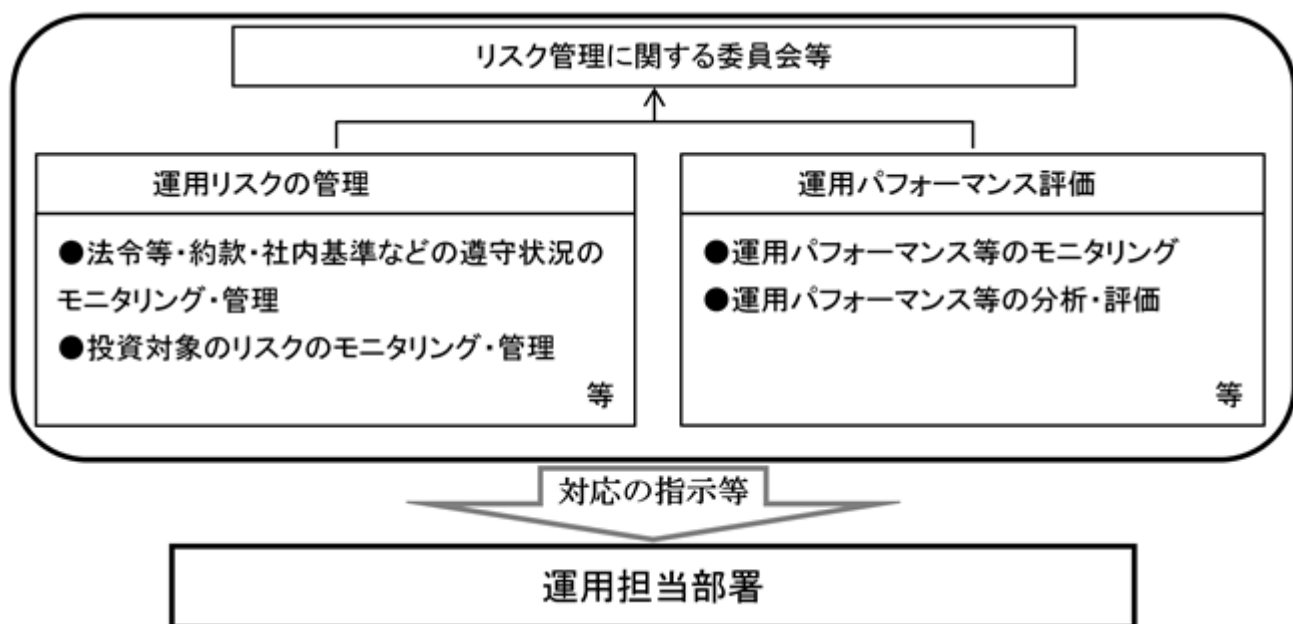 リスク管理に関する委員会等
運用リスクの管理
●法令等・約款・社内基準などの遵守状況の
モニタリング・管理
●投資対象のリスクのモニタリング・管理
等
運用パフォーマンス評価
●運用パフォーマンス等のモニタリング
●運用パフォーマンス等の分析・評価
等
対応の指示等
運用担当部署